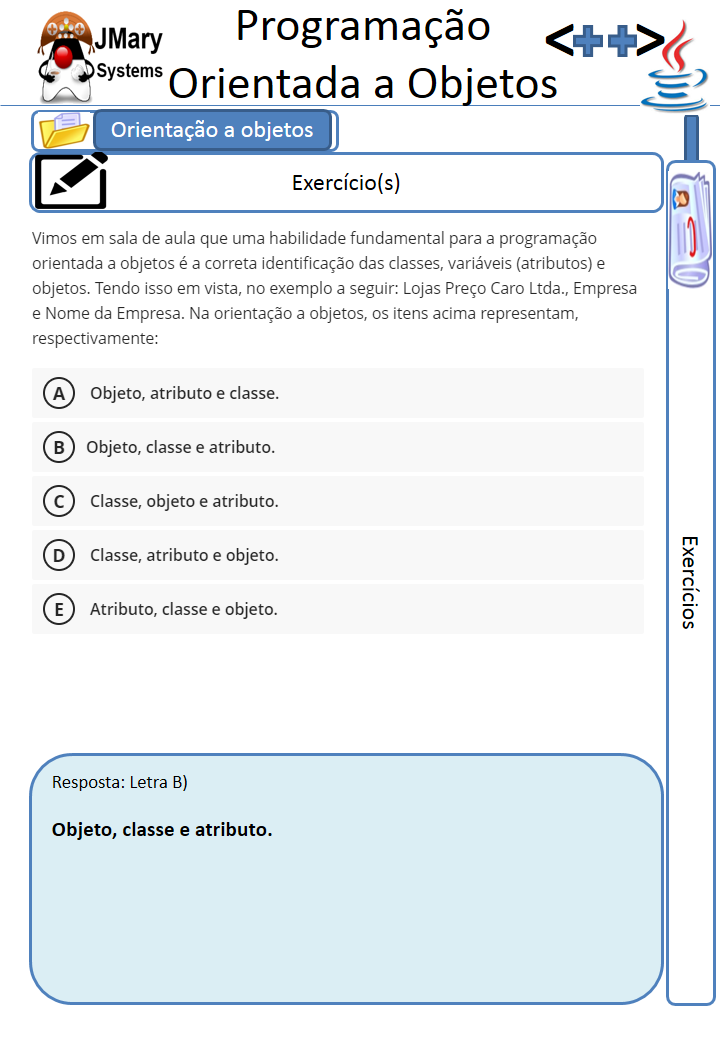 JMary
Systems
Programação
Orientada a Objetos
<++>
Orientação a objetos
Exercício(s)
Vimos em sala de aula que uma habilidade fundamental para a programação
orientada a objetos é a correta identificação das classes, variáveis (atributos) e
objetos. Tendo isso em vista, no exemplo a seguir: Lojas Preço Caro Ltda., Empresa
e Nome da Empresa. Na orientação a objetos, os itens acima representam,
respectivamente:
A Objeto, atributo e classe.
B Objeto, classe e atributo.
C Classe, objeto e atributo.
D Classe, atributo e objeto.
E Atributo, classe e objeto.
Exercícios
Resposta: Letra B)
Objeto, classe e atributo.